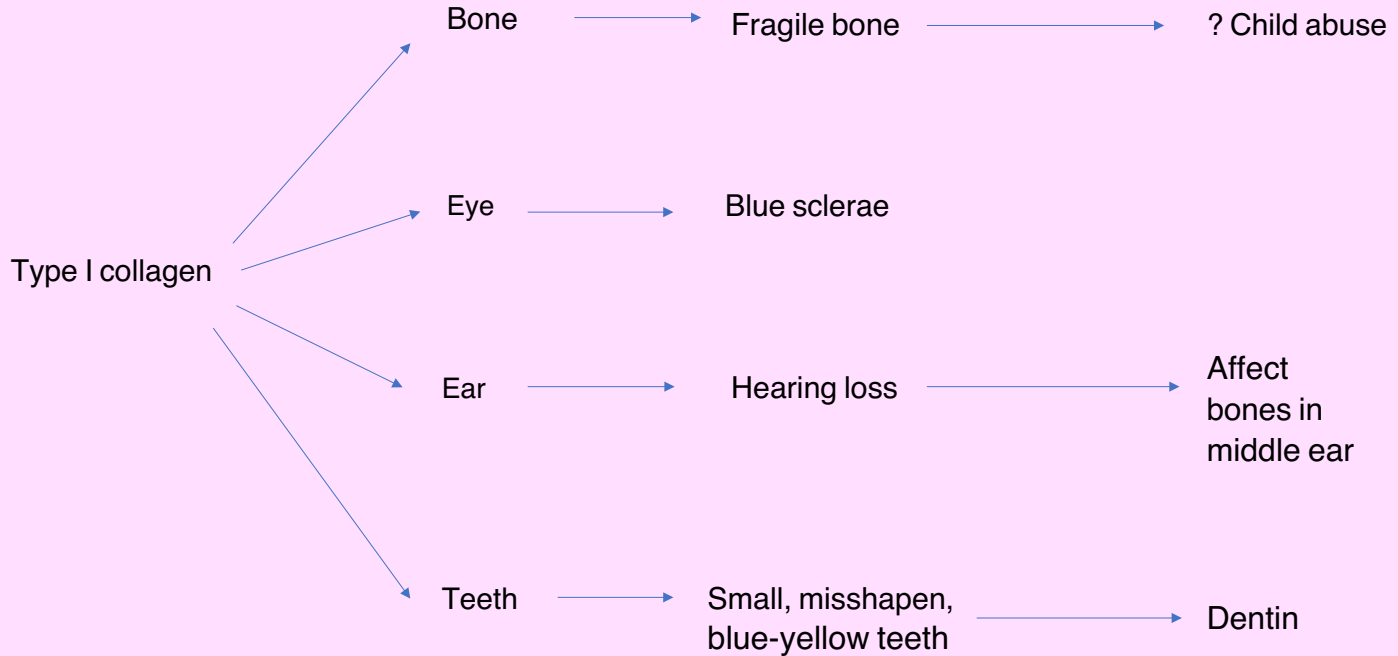 Bone
Fragile bone
? Child abuse
Eye
Blue sclerae
Type I collagen
Ear
Hearing loss
Affect
bones in
middle ear
Teeth
Small, misshapen,
blue-yellow teeth
Dentin